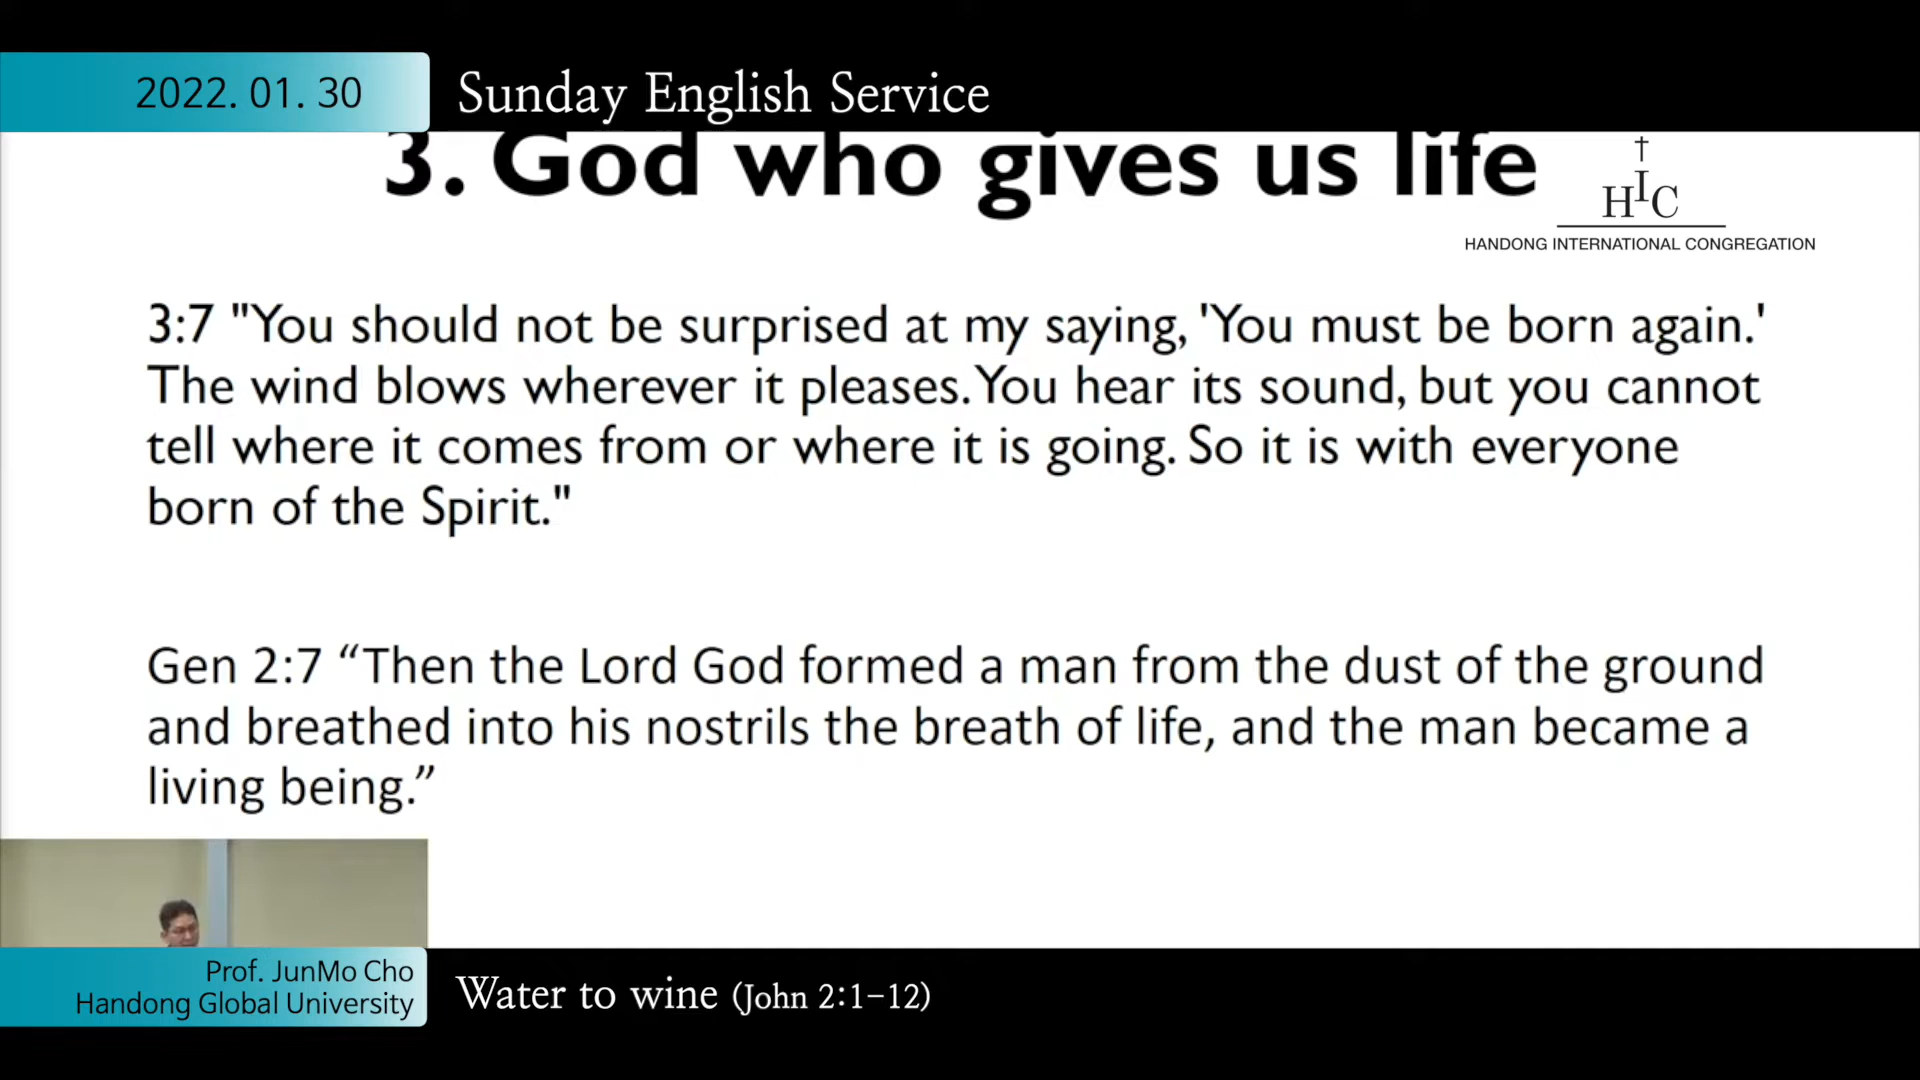 2022. 01. 30
Sunday English Service
3. God who gives us life
†
HIC
HANDONG INTERNATIONAL CONGREGATION
3:7 "You should not be surprised at my saying, 'You must be born again.'
The wind blows wherever it pleases. You hear its sound, but you cannot
tell where it comes from or where it is going. So it is with everyone
born of the Spirit."
Gen 2:7 “Then the Lord God formed a man from the dust of the ground
and breathed into his nostrils the breath of life, and the man became a
living being.”
Prof. JunMo Cho
Handong Global University
Water to wine (John 2:1–12)